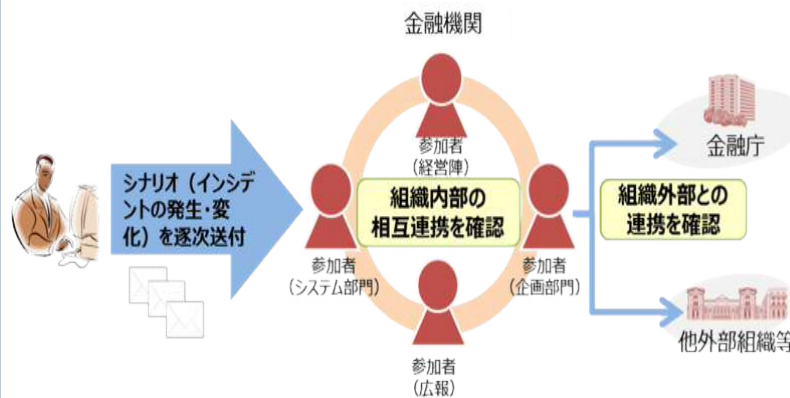 金融機関
シナリオ（インシデ
ントの発生・変
化）を逐次送付
参加者
（経営陣）
組織内部の
相互連携を確認
参加者
（システム部門）
参加者
（企画部門）
参加者
（広報）
金融庁
組織外部との
連携を確認
他外部組織等